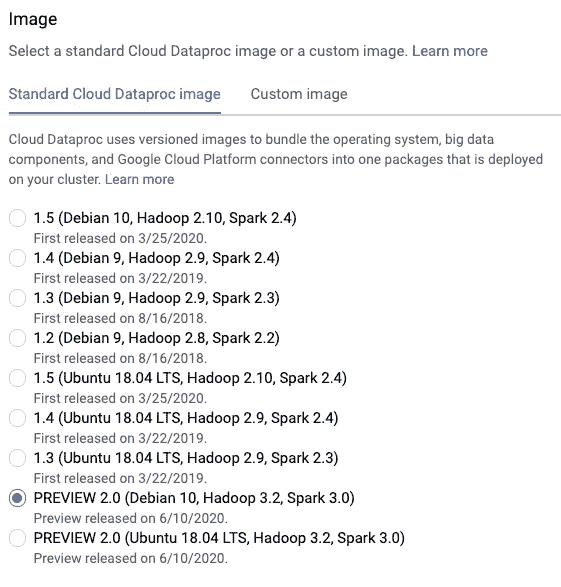 Image
Select a standard Cloud Dataproc image or a custom image. Learn more
Standard Cloud Dataproc image Custom image
Cloud Dataproc uses versioned images to bundle the operating system, big data
components, and Google Cloud Platform connectors into one packages that is deployed
on your cluster. Learn more
1.5 (Debian 10, Hadoop 2.10, Spark 2.4)
First released on 3/25/2020.
1.4 (Debian 9, Hadoop 2.9, Spark 2.4)
First released on 3/22/2019.
1.3 (Debian 9, Hadoop 2.9, Spark 2.3)
First released on 8/16/2018.
1.2 (Debian 9, Hadoop 2.8, Spark 2.2)
First released on 8/16/2018.
1.5 (Ubuntu 18.04 LTS, Hadoop 2.10, Spark 2.4)
First released on 3/25/2020.
1.4 (Ubuntu 18.04 LTS, Hadoop 2.9, Spark 2.4)
First released on 3/22/2019.
1.3 (Ubuntu 18.04 LTS, Hadoop 2.9, Spark 2.3)
First released on 3/22/2019.
PREVIEW 2.0 (Debian 10, Hadoop 3.2, Spark 3.0)
Preview released on 6/10/2020.
PREVIEW 2.0 (Ubuntu 18.04 LTS, Hadoop 3.2, Spark 3.0)
Preview released on 6/10/2020.